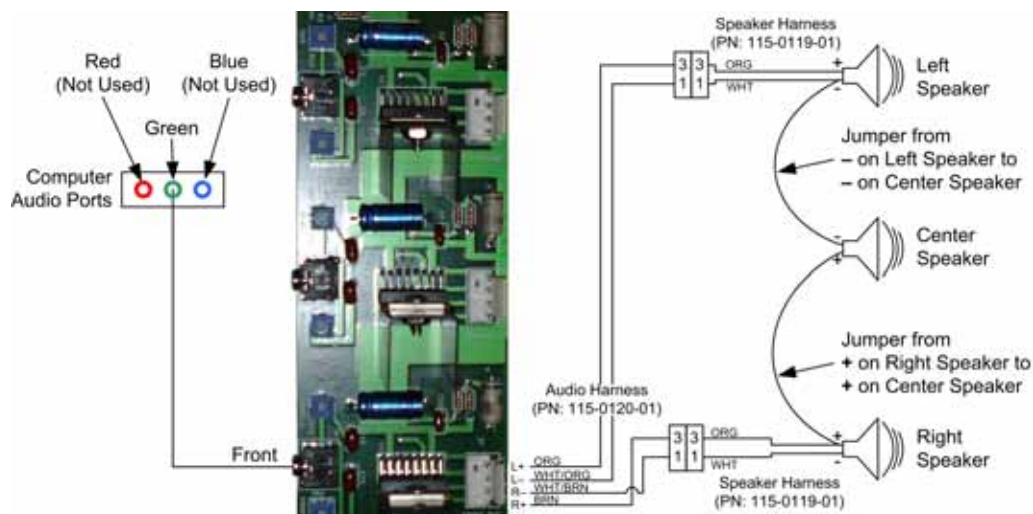 Red
(Not Used)
Blue
(Not Used)
Green
Computer
Audio Ports
Front
Speaker Harness
(PN: 115-0119-01)
3 3
1 1
ORG
WHT
+
-
Left
Speaker
Jumper from
– on Left Speaker to
– on Center Speaker
-
+
Center
Speaker
Jumper from
+ on Right Speaker to
+ on Center Speaker
Audio Harness
(PN: 115-0120-01)
L+ ORG
L– WHT/ORG
R– WHT/BRN
R+ BRN
3 3
1 1
ORG
WHT
+
-
Right
Speaker
Speaker Harness
(PN: 115-0119-01)